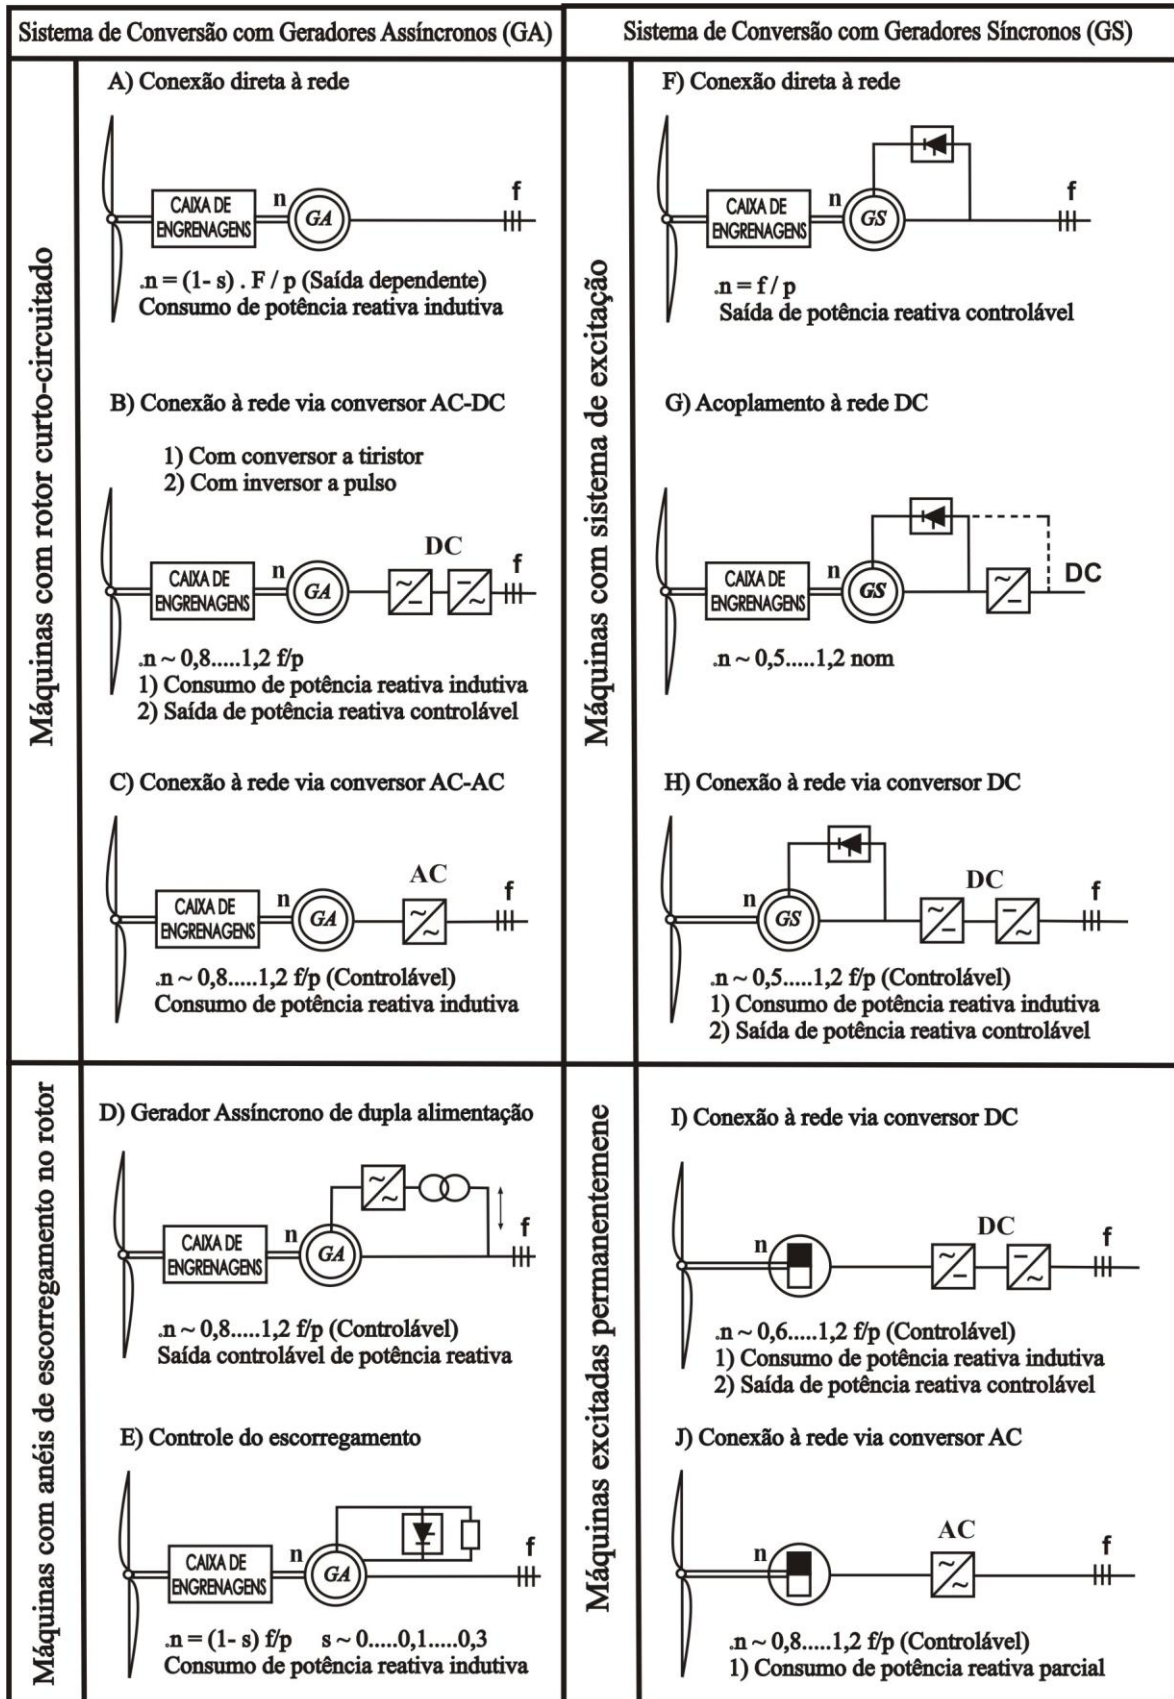 Sistema de Conversão com Geradores Assíncronos (GA)
Máquinas com rotor curto-circuitado
A) Conexão direta à rede
CAIXA DE
ENGRENAGENS
n
GA
f
.n = (1- s) . F / p (Saída dependente)
Consumo de potência reativa indutiva
B) Conexão à rede via conversor AC-DC
1) Com conversor a tiristor
2) Com inversor a pulso
CAIXA DE
ENGRENAGENS
n
GA
DC
f
.n ~ 0,8.....1,2 f/p
1) Consumo de potência reativa indutiva
2) Saída de potência reativa controlável
C) Conexão à rede via conversor AC-AC
CAIXA DE
ENGRENAGENS
n
GA
AC
f
.n ~ 0,8.....1,2 f/p (Controlável)
Consumo de potência reativa indutiva
Máquinas com anéis de escorregamento no rotor
D) Gerador Assíncrono de dupla alimentação
CAIXA DE
ENGRENAGENS
n
GA
f
.n ~ 0,8.....1,2 f/p (Controlável)
Saída controlável de potência reativa
E) Controle do escorregamento
CAIXA DE
ENGRENAGENS
n
GA
f
.n = (1- s) f/p s ~ 0.....0,1.....0,3
Consumo de potência reativa indutiva
Sistema de Conversão com Geradores Síncronos (GS)
Máquinas com sistema de excitação
F) Conexão direta à rede
CAIXA DE
ENGRENAGENS
n
GS
f
.n = f / p
Saída de potência reativa controlável
G) Acoplamento à rede DC
CAIXA DE
ENGRENAGENS
n
GS
DC
.n ~ 0,5.....1,2 nom
H) Conexão à rede via conversor DC
n
GS
DC
f
.n ~ 0,5.....1,2 f/p (Controlável)
1) Consumo de potência reativa indutiva
2) Saída de potência reativa controlável
Máquinas excitadas permanentemene
I) Conexão à rede via conversor DC
n
DC
f
.n ~ 0,6.....1,2 f/p (Controlável)
1) Consumo de potência reativa indutiva
2) Saída de potência reativa controlável
J) Conexão à rede via conversor AC
n
AC
f
.n ~ 0,8.....1,2 f/p (Controlável)
1) Consumo de potência reativa parcial